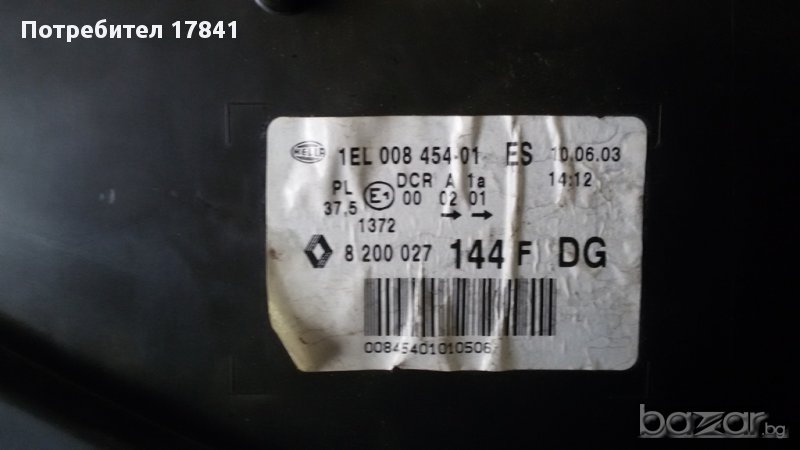 Потребител 17841
HELLA 1EL 008 454-01 ES 10.06.03
PL DCR A 1a 14:12
37,5 E1 00 02 01
1372
8 200 027 144 F DG
00845401010506
bazar.bg